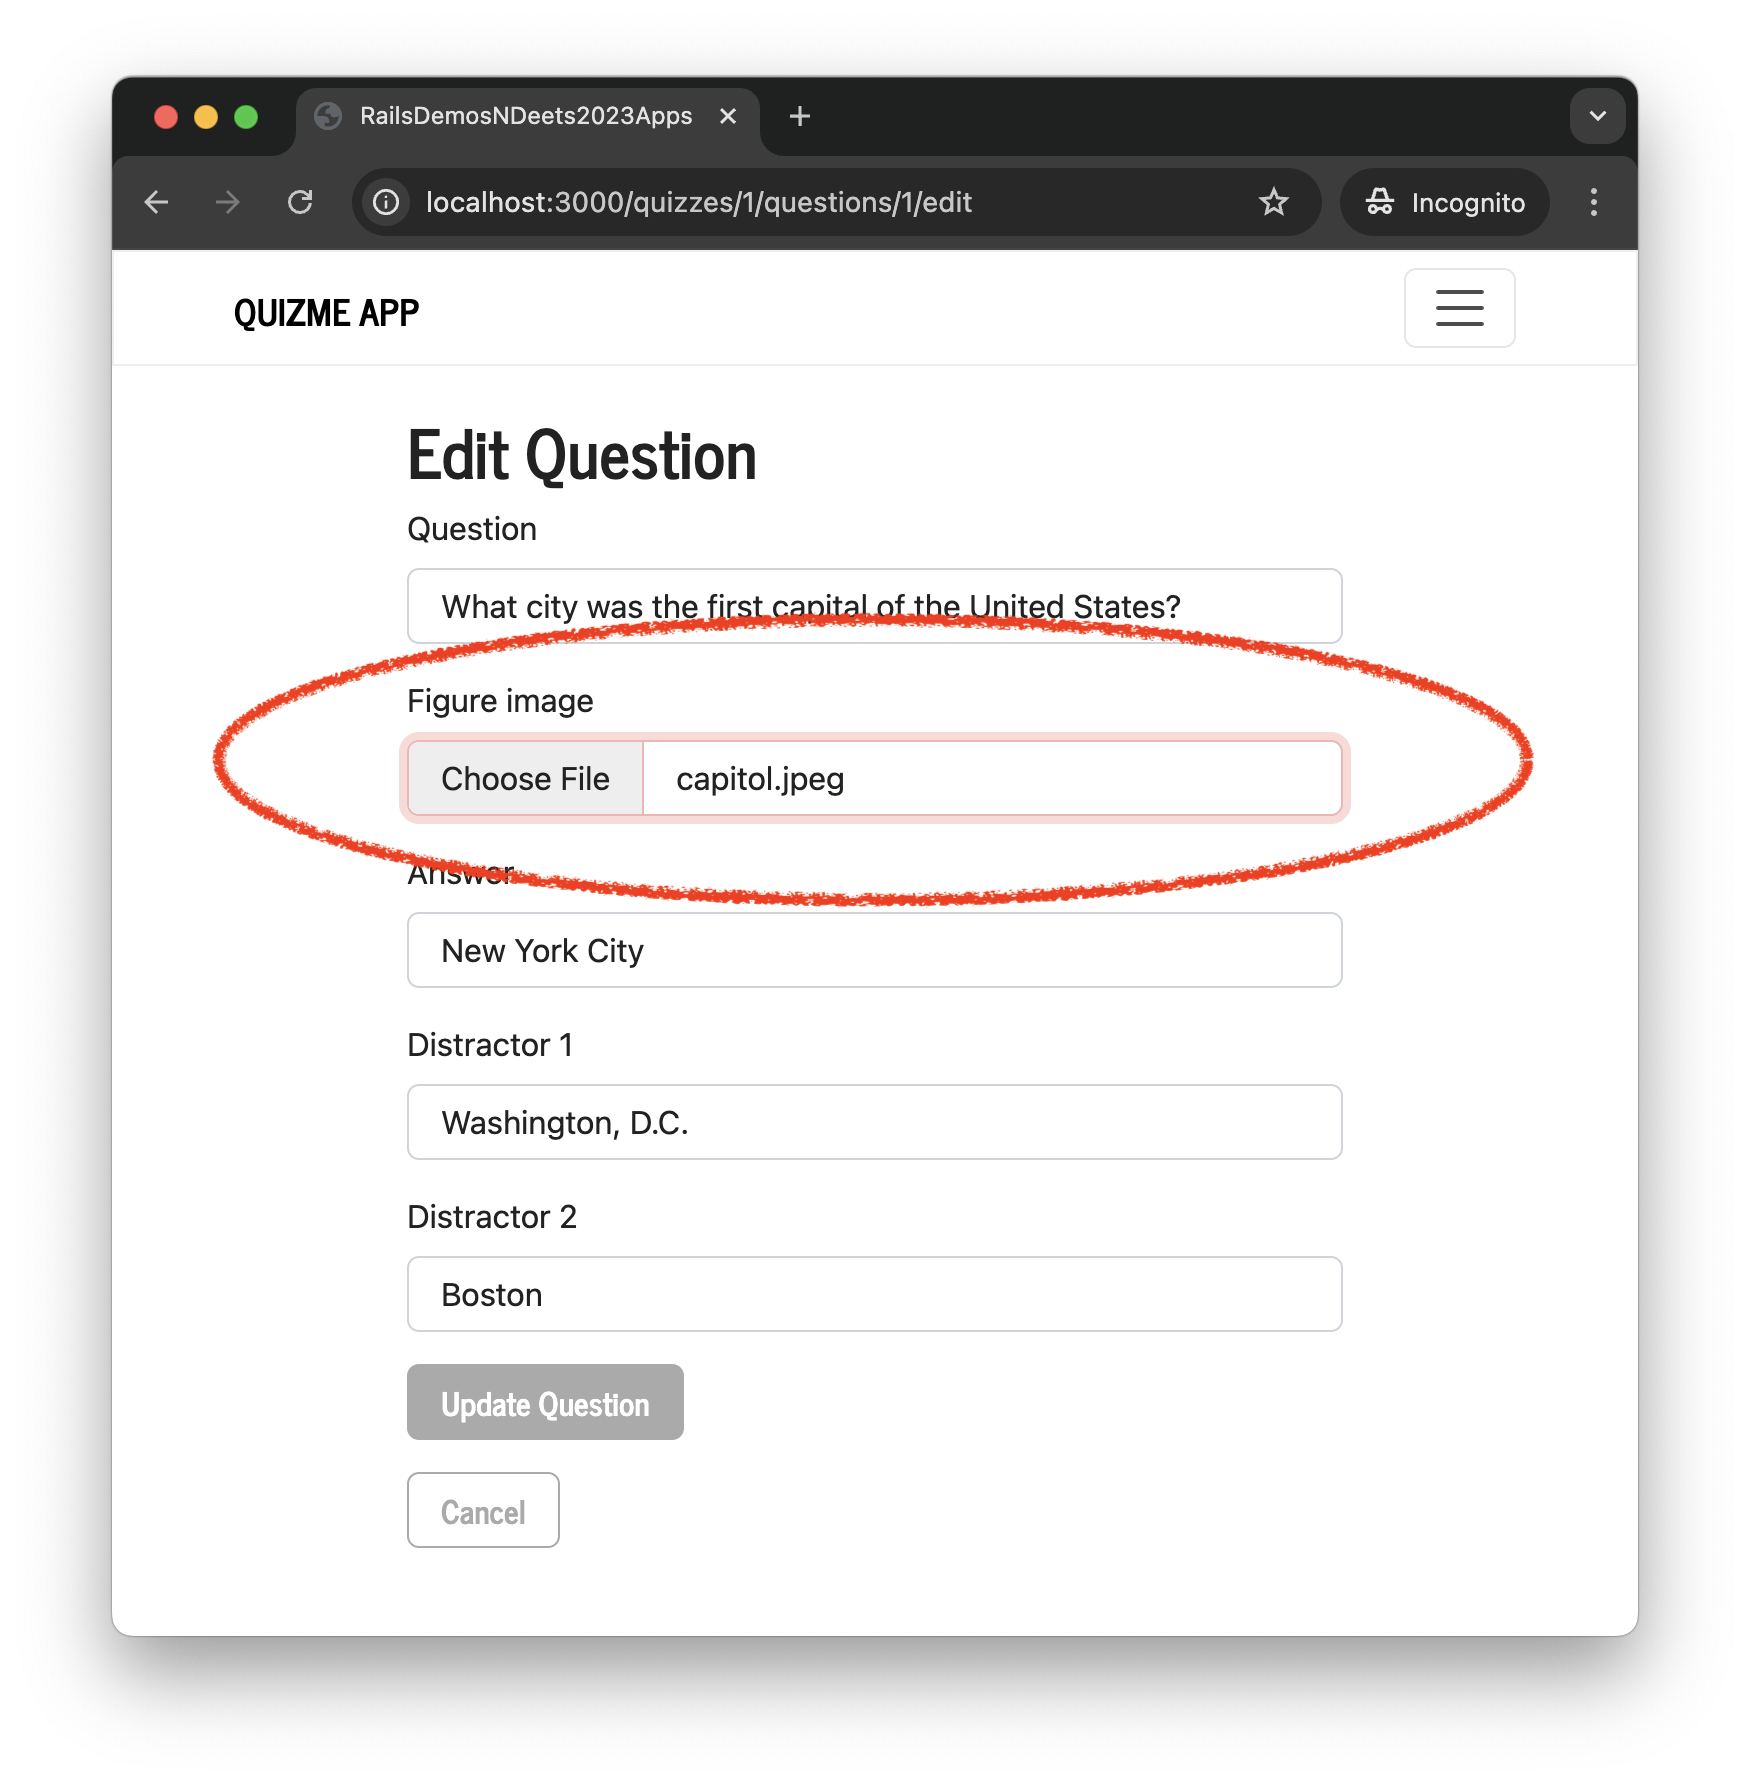 RailsDemosNDeets2023Apps
localhost:3000/quizzes/1/questions/1/edit
Incognito
QUIZME APP
Edit Question
Question
What city was the first capital of the United States?
Figure image
Choose File
capitol.jpeg
Answer
New York City
Distractor 1
Washington, D.C.
Distractor 2
Boston
Update Question
Cancel